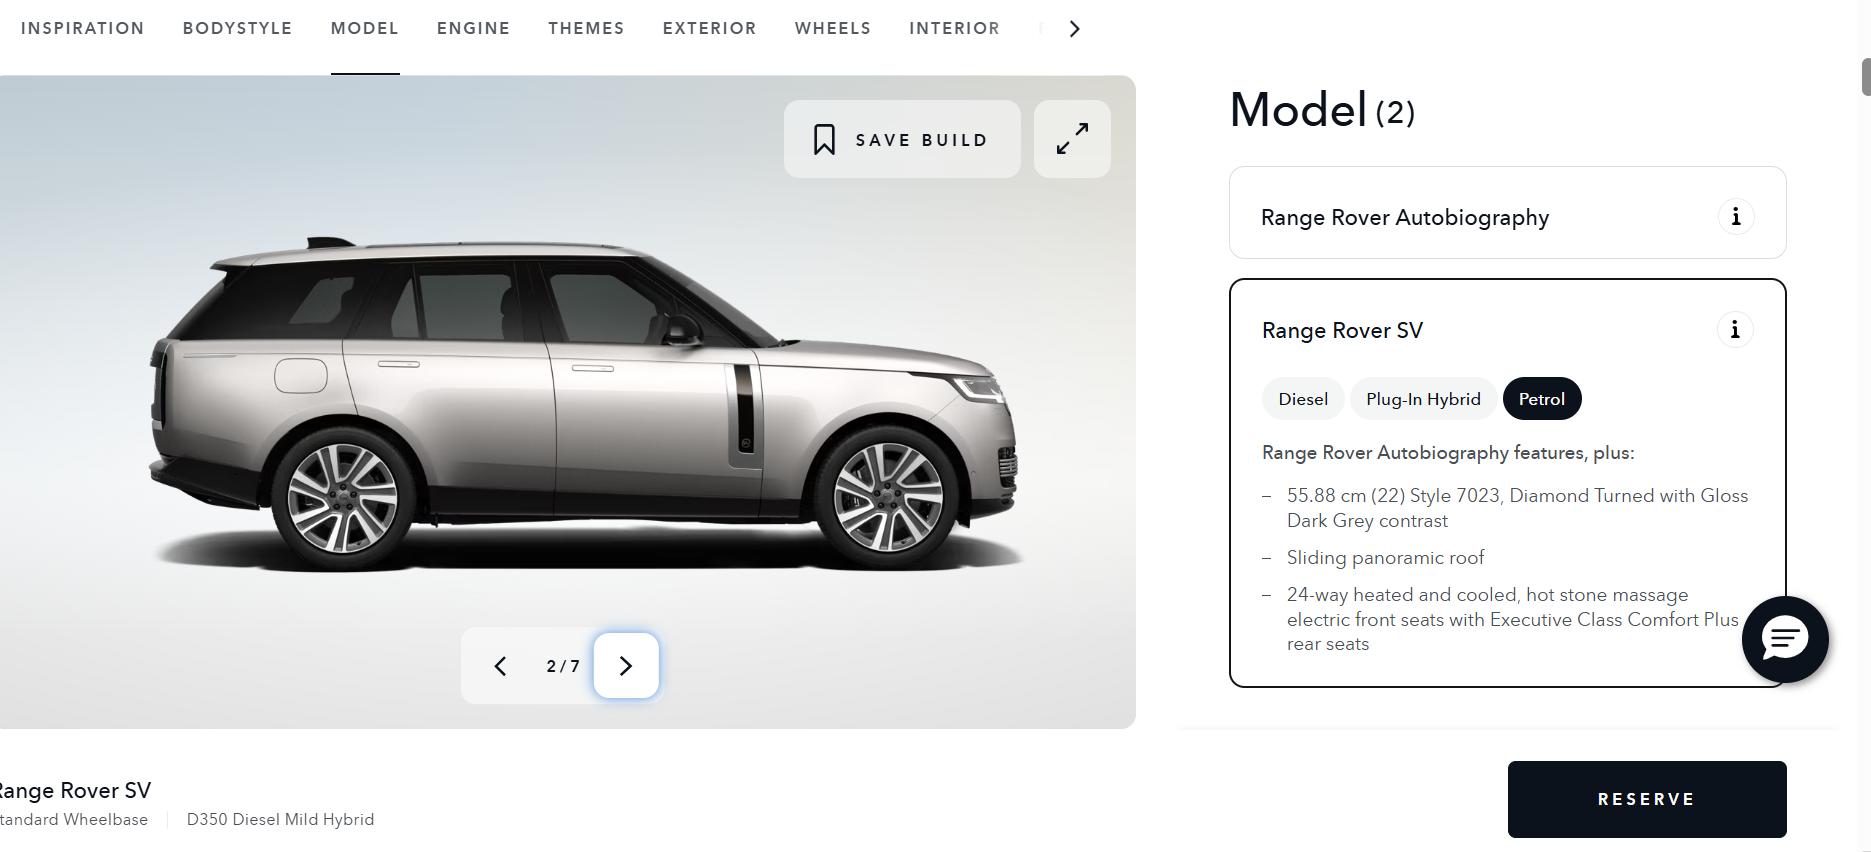 INSPIRATION
BODYSTYLE
MODEL
ENGINE
THEMES
EXTERIOR
WHEELS
INTERIOR
SAVE BUILD
2 / 7
Model (2)
Range Rover Autobiography
i
Range Rover SV
i
Diesel
Plug-In Hybrid
Petrol
Range Rover Autobiography features, plus:
– 55.88 cm (22) Style 7023, Diamond Turned with Gloss
Dark Grey contrast
– Sliding panoramic roof
– 24-way heated and cooled, hot stone massage
electric front seats with Executive Class Comfort Plus
rear seats
Range Rover SV
tandard Wheelbase
D350 Diesel Mild Hybrid
RESERVE